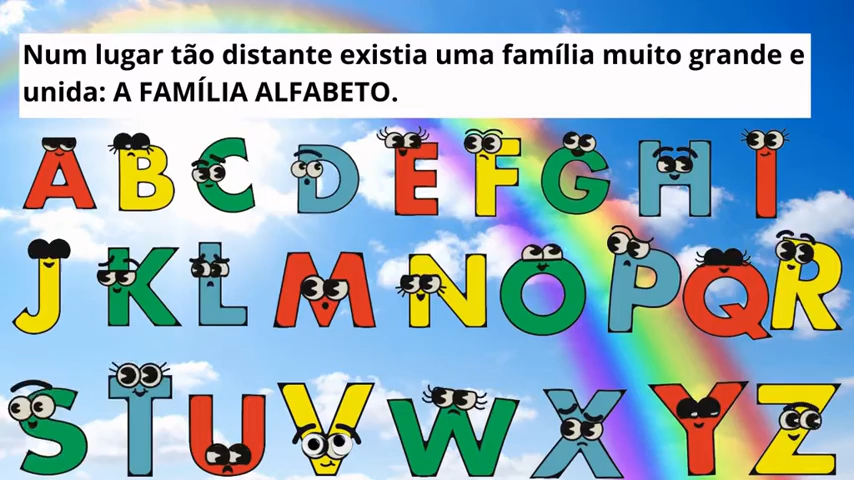 Num lugar tão distante existia uma família muito grande e
unida: A FAMÍLIA ALFABETO.
A B C D E F G H I
J K L M N O P Q R
S T U V W X Y Z